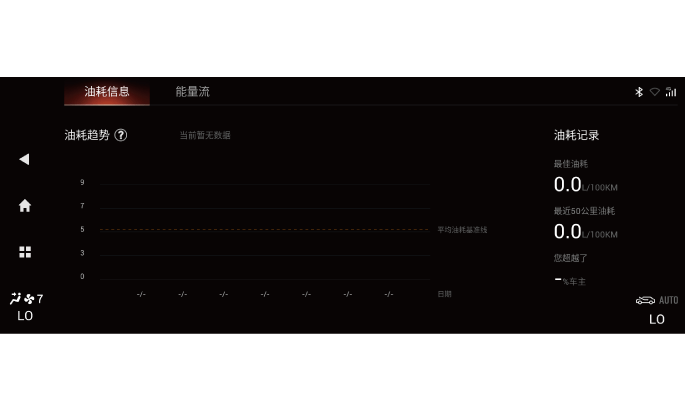 油耗信息
能量流
油耗趋势 ?
当前暂无数据
9
7
5
3
0
平均油耗基准线
-/- -/- -/- -/- -/- -/- -/-
日期
油耗记录
最佳油耗
0.0L/100KM
最近50公里油耗
0.0L/100KM
您超越了
-%车主
7
LO
AUTO
LO